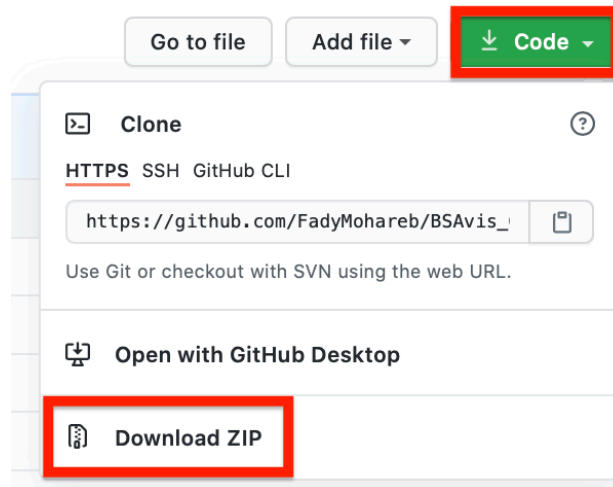 Go to file Add file Code
Clone
HTTPS SSH GitHub CLI
https://github.com/FadyMohareb/BSAvis_
Use Git or checkout with SVN using the web URL.
Open with GitHub Desktop
Download ZIP